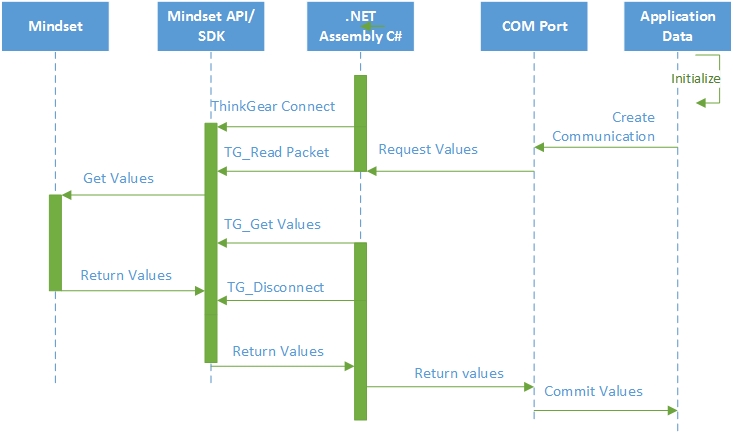 Mindset
Mindset API/
SDK
.NET
Assembly C#
COM Port
Application
Data
Initialize
ThinkGear Connect
Create
Communication
TG_Read Packet
Request Values
Get Values
TG_Get Values
Return Values
TG_Disconnect
Return Values
Return values
Commit Values